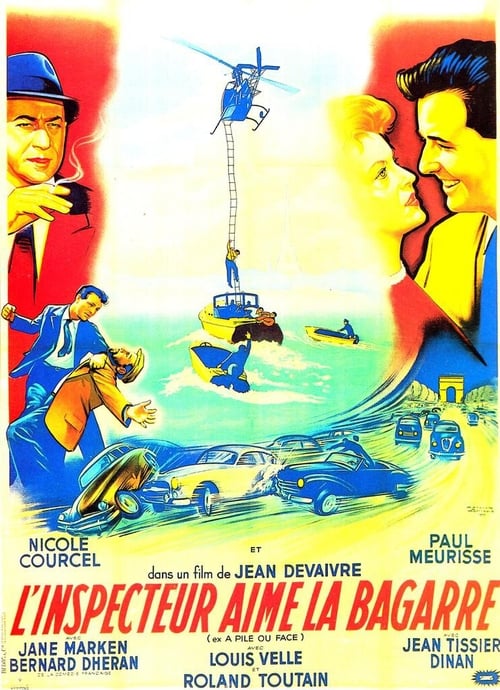 NICOLE
COURCEL
ET
PAUL
MEURISSE
dans un film de JEAN DEVAIVRE
L'INSPECTEUR AIME LA BAGARRE
(ex A PILE OU FACE)
AVEC
JANE MARKEN
BERNARD DHERAN
DE LA COMÉDIE FRANÇAISE
AVEC
LOUIS VELLE
ET
ROLAND TOUTAIN
AVEC
JEAN TISSIER
DINAN